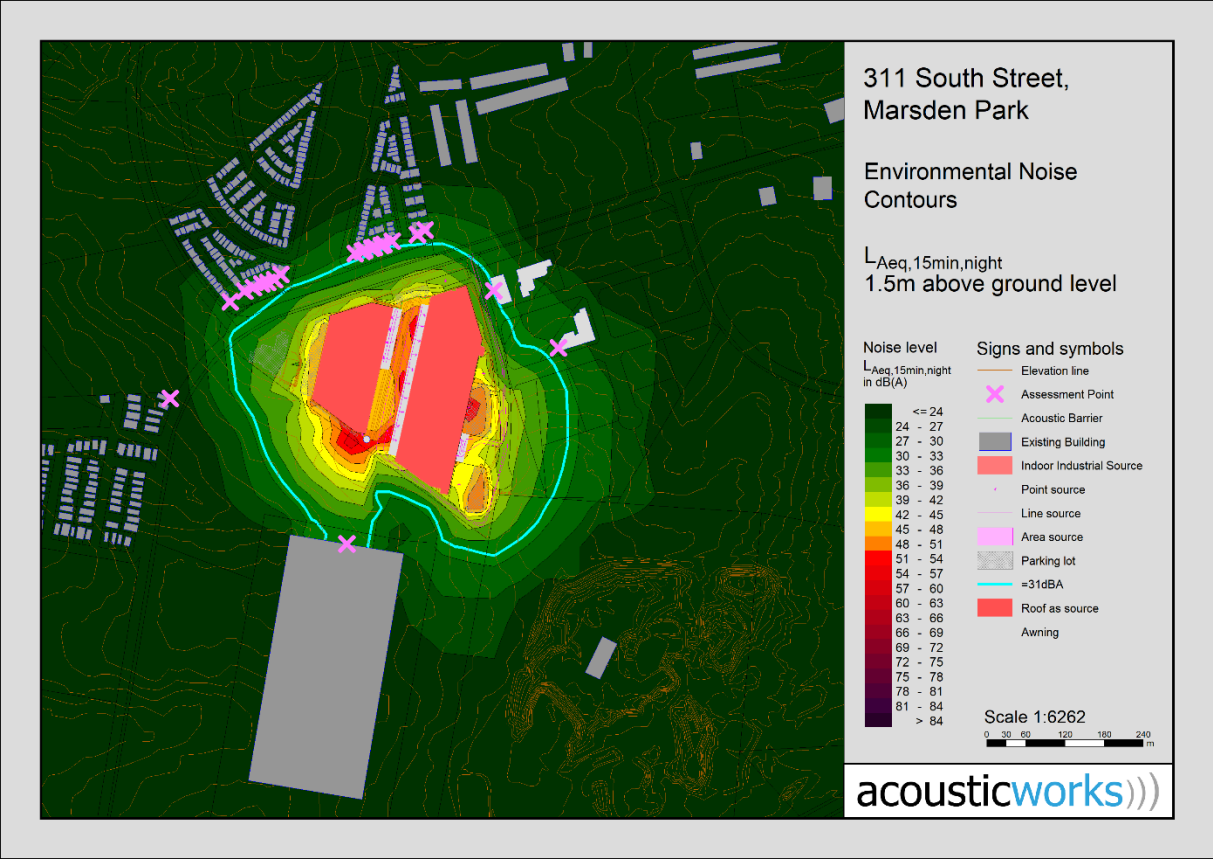 311 South Street,
Marsden Park
Environmental Noise
Contours
LAeq,15min,night
1.5m above ground level
Noise level
LAeq,15min,night
in dB(A)
<= 24
24 - 27
27 - 30
30 - 33
33 - 36
36 - 39
39 - 42
42 - 45
45 - 48
48 - 51
51 - 54
54 - 57
57 - 60
60 - 63
63 - 66
66 - 69
69 - 72
72 - 75
75 - 78
78 - 81
81 - 84
> 84
Signs and symbols
Elevation line
Assessment Point
Acoustic Barrier
Existing Building
Indoor Industrial Source
Point source
Line source
Area source
Parking lot
=31dBA
Roof as source
Awning
Scale 1:6262
0 30 60 120 180 240
m
acousticworks)))